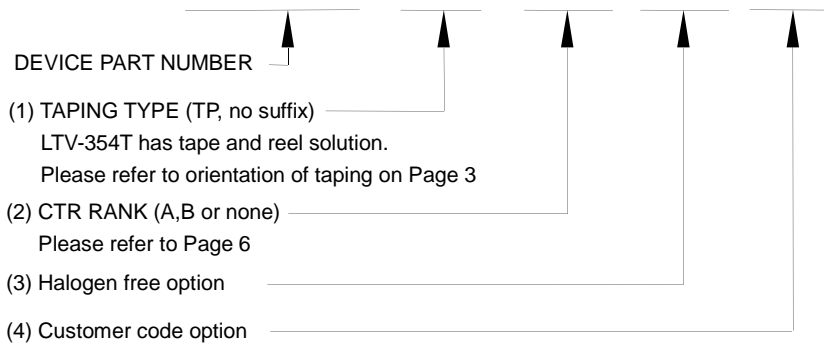 DEVICE PART NUMBER
(1) TAPING TYPE (TP, no suffix)
LTV-354T has tape and reel solution.
Please refer to orientation of taping on Page 3
(2) CTR RANK (A,B or none)
Please refer to Page 6
(3) Halogen free option
(4) Customer code option